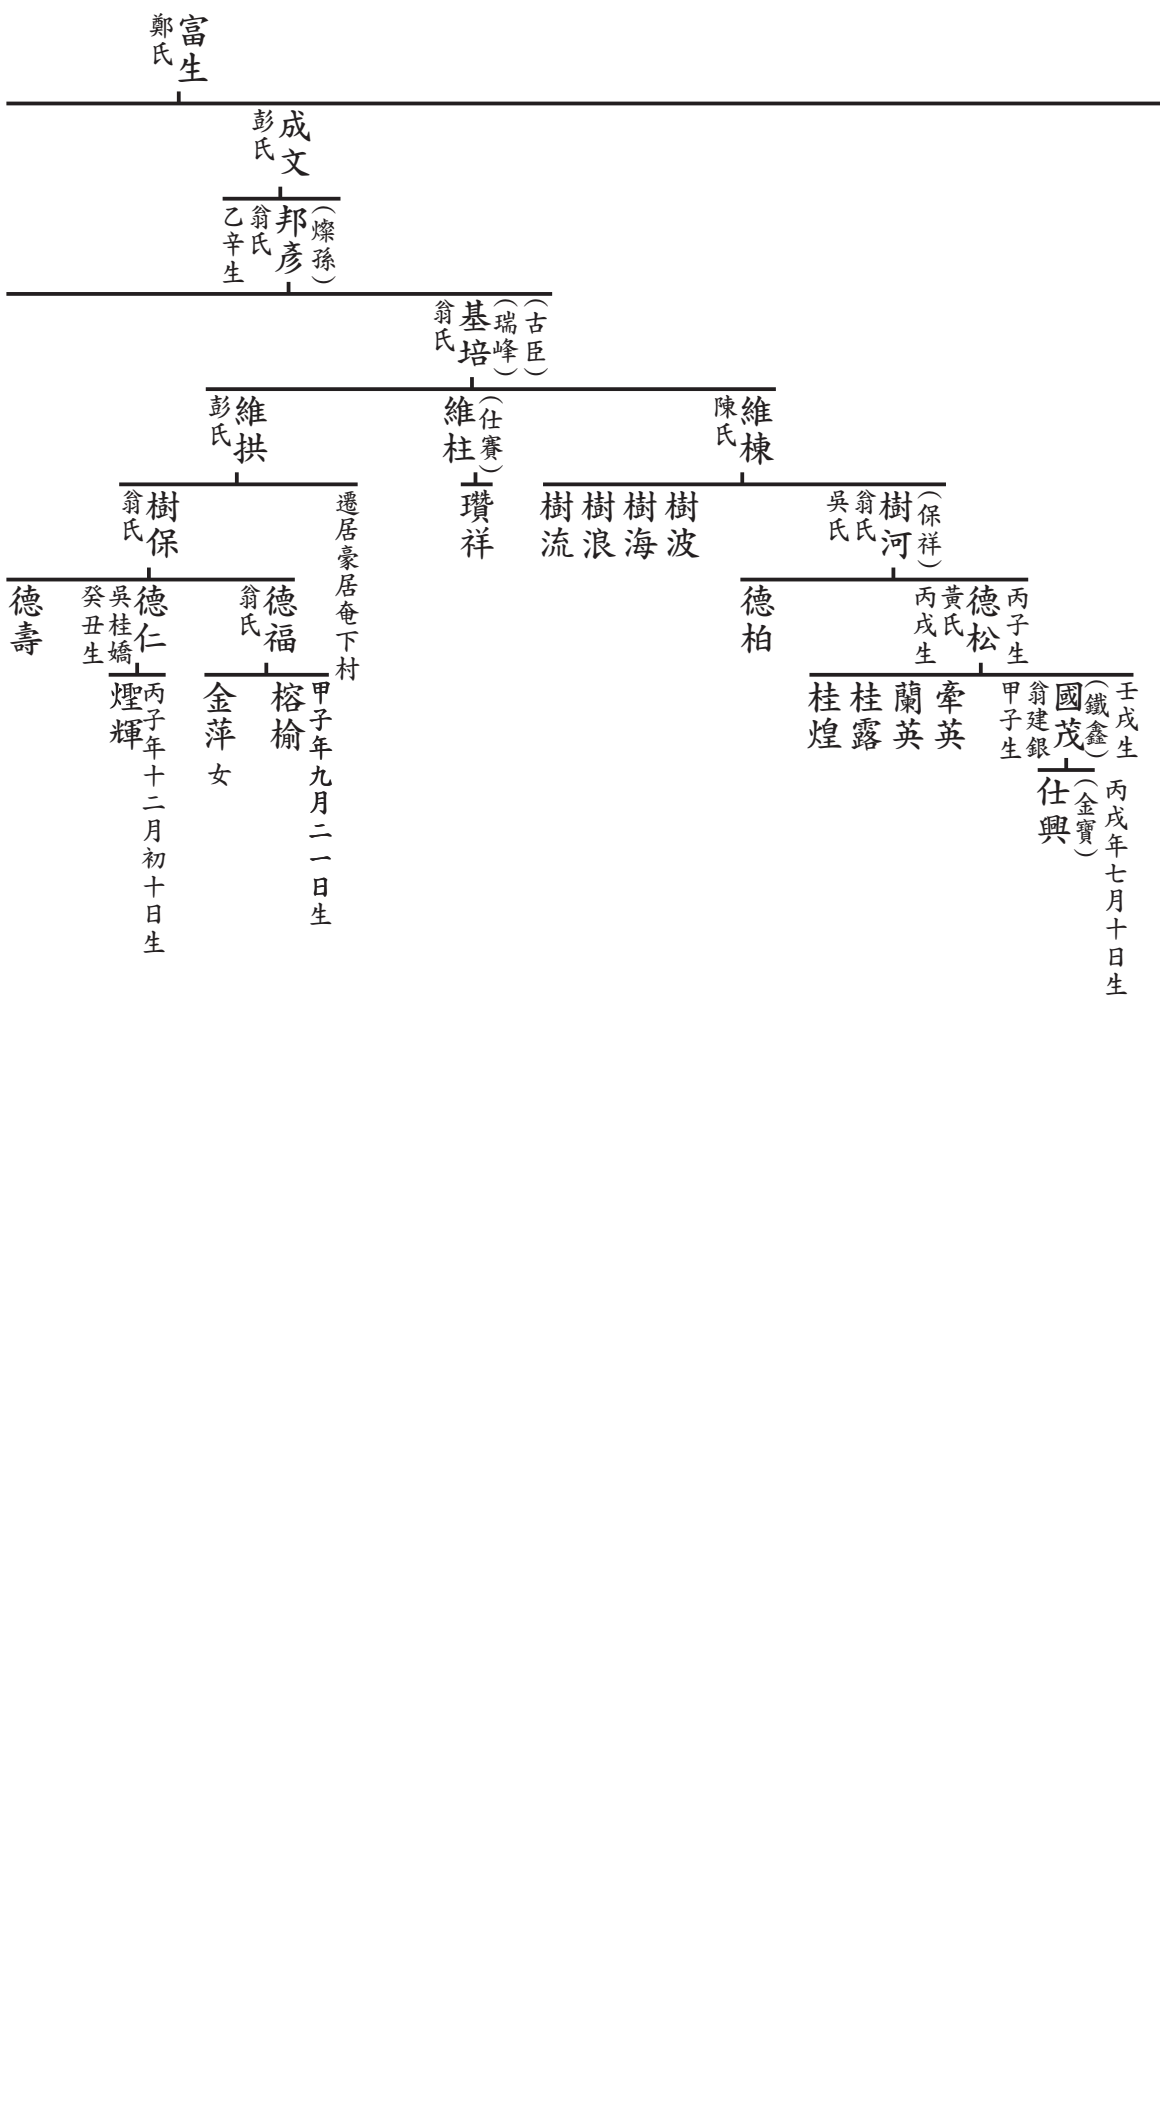 富生
鄭氏
成文
彭氏
(燦孫)
邦彥
翁氏
乙辛生
(古臣)
(瑞峰)
基培
翁氏
維棟
陳氏
(仕賽)
維柱
維拱
彭氏
(保祥)
樹河
翁氏
吳氏
樹波
樹海
樹浪
樹流
瓚祥
遷居豪居奄下村
樹保
翁氏
丙子生
德松
黃氏
丙戌生
德柏
德福
翁氏
德仁
吳桂嬌
癸丑生
德壽
壬戌生
(鐵鑫)
國茂
翁建銀
甲子生
牽英
蘭英
桂露
桂煌
甲子年九月二一日生
榕榆
金萍 女
丙子年十二月初十日生
煙輝
丙戌年七月十日生
(金寶)
仕興